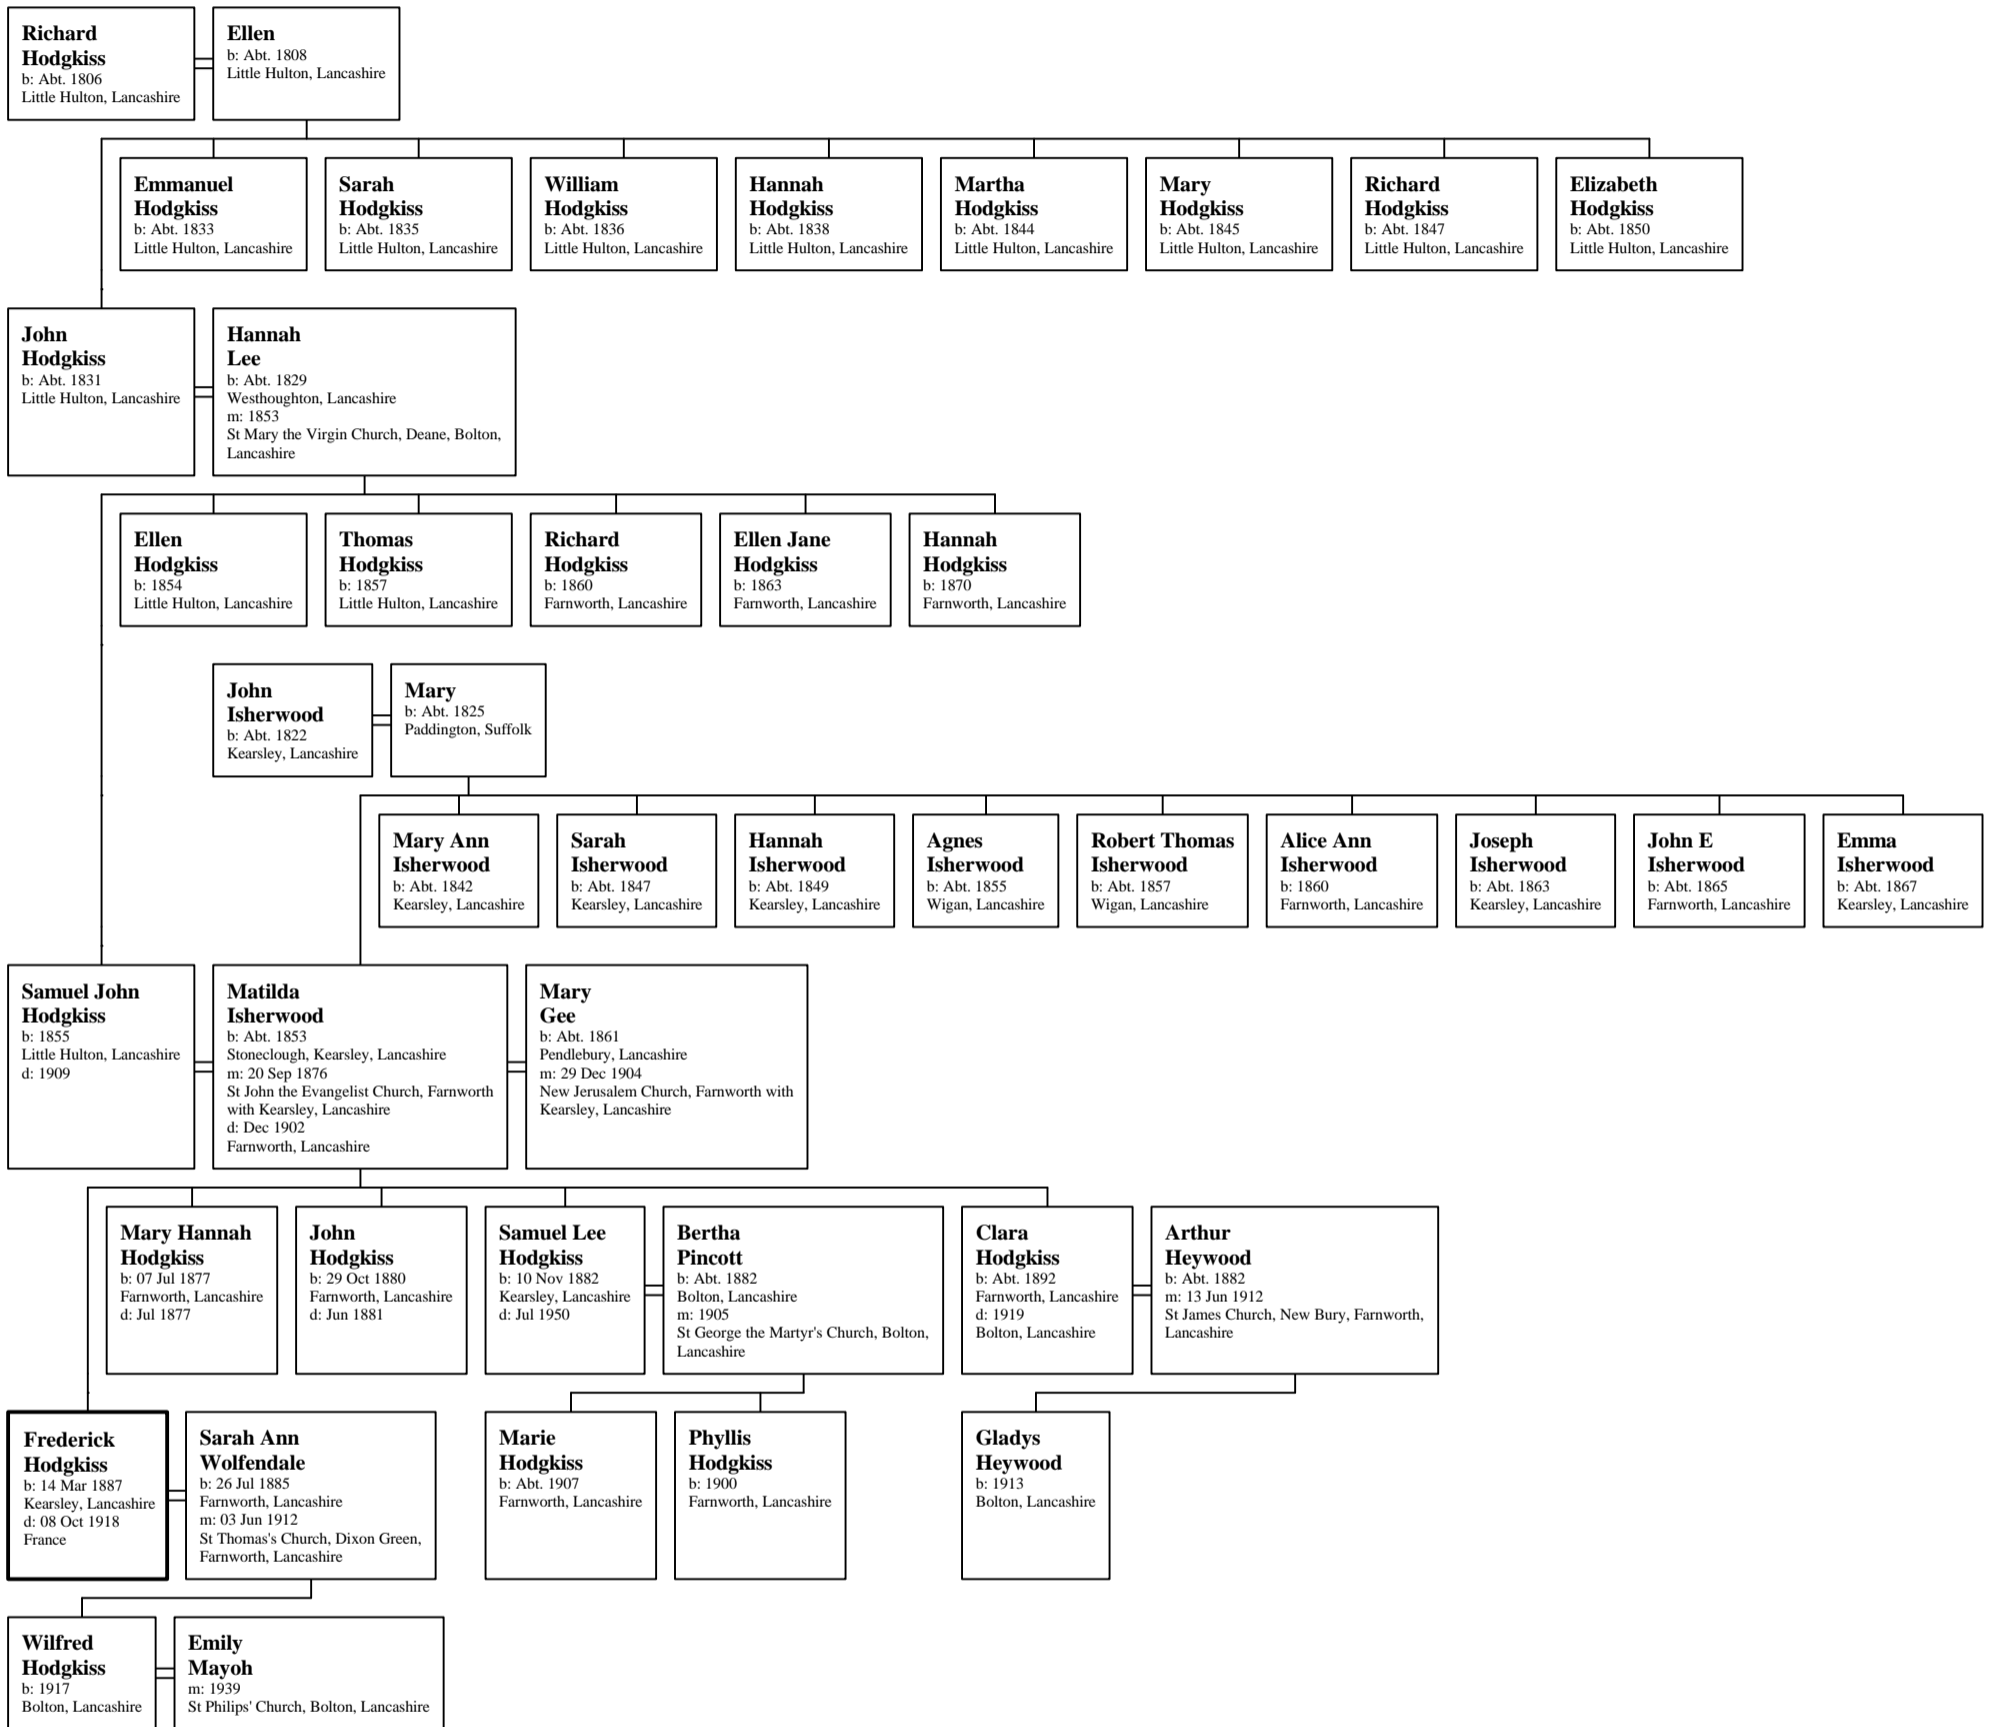 Richard
Hodgkiss
b: Abt. 1806
Little Hulton, Lancashire
Ellen
b: Abt. 1808
Little Hulton, Lancashire
Emmanuel
Hodgkiss
b: Abt. 1833
Little Hulton, Lancashire
Sarah
Hodgkiss
b: Abt. 1835
Little Hulton, Lancashire
William
Hodgkiss
b: Abt. 1836
Little Hulton, Lancashire
Hannah
Hodgkiss
b: Abt. 1838
Little Hulton, Lancashire
Martha
Hodgkiss
b: Abt. 1844
Little Hulton, Lancashire
Mary
Hodgkiss
b: Abt. 1845
Little Hulton, Lancashire
Richard
Hodgkiss
b: Abt. 1847
Little Hulton, Lancashire
Elizabeth
Hodgkiss
b: Abt. 1850
Little Hulton, Lancashire
John
Hodgkiss
b: Abt. 1831
Little Hulton, Lancashire
Hannah
Lee
b: Abt. 1829
Westhoughton, Lancashire
m: 1853
St Mary the Virgin Church, Deane, Bolton,
Lancashire
Ellen
Hodgkiss
b: 1854
Little Hulton, Lancashire
Thomas
Hodgkiss
b: 1857
Little Hulton, Lancashire
Richard
Hodgkiss
b: 1860
Farnworth, Lancashire
Ellen Jane
Hodgkiss
b: 1863
Farnworth, Lancashire
Hannah
Hodgkiss
b: 1870
Farnworth, Lancashire
John
Isherwood
b: Abt. 1822
Kearsley, Lancashire
Mary
b: Abt. 1825
Paddington, Suffolk
Mary Ann
Isherwood
b: Abt. 1842
Kearsley, Lancashire
Sarah
Isherwood
b: Abt. 1847
Kearsley, Lancashire
Hannah
Isherwood
b: Abt. 1849
Kearsley, Lancashire
Agnes
Isherwood
b: Abt. 1855
Wigan, Lancashire
Robert Thomas
Isherwood
b: Abt. 1857
Wigan, Lancashire
Alice Ann
Isherwood
b: 1860
Farnworth, Lancashire
Joseph
Isherwood
b: Abt. 1863
Kearsley, Lancashire
John E
Isherwood
b: Abt. 1865
Farnworth, Lancashire
Emma
Isherwood
b: Abt. 1867
Kearsley, Lancashire
Samuel John
Hodgkiss
b: 1855
Little Hulton, Lancashire
d: 1909
Matilda
Isherwood
b: Abt. 1853
Stoneclough, Kearsley, Lancashire
m: 20 Sep 1876
St John the Evangelist Church, Farnworth
with Kearsley, Lancashire
d: Dec 1902
Farnworth, Lancashire
Mary
Gee
b: Abt. 1861
Pendlebury, Lancashire
m: 29 Dec 1904
New Jerusalem Church, Farnworth with
Kearsley, Lancashire
Mary Hannah
Hodgkiss
b: 07 Jul 1877
Farnworth, Lancashire
d: Jul 1877
John
Hodgkiss
b: 29 Oct 1880
Farnworth, Lancashire
d: Jun 1881
Samuel Lee
Hodgkiss
b: 10 Nov 1882
Kearsley, Lancashire
d: Jul 1950
Bertha
Pincott
b: Abt. 1882
Bolton, Lancashire
m: 1905
St George the Martyr's Church, Bolton,
Lancashire
Clara
Hodgkiss
b: Abt. 1892
Farnworth, Lancashire
d: 1919
Bolton, Lancashire
Arthur
Heywood
b: Abt. 1882
m: 13 Jun 1912
St James Church, New Bury, Farnworth,
Lancashire
Frederick
Hodgkiss
b: 14 Mar 1887
Kearsley, Lancashire
d: 08 Oct 1918
France
Sarah Ann
Wolfendale
b: 26 Jul 1885
Farnworth, Lancashire
m: 03 Jun 1912
St Thomas's Church, Dixon Green,
Farnworth, Lancashire
Marie
Hodgkiss
b: Abt. 1907
Farnworth, Lancashire
Phyllis
Hodgkiss
b: 1900
Farnworth, Lancashire
Gladys
Heywood
b: 1913
Bolton, Lancashire
Wilfred
Hodgkiss
b: 1917
Bolton, Lancashire
Emily
Mayoh
m: 1939
St Philips' Church, Bolton, Lancashire